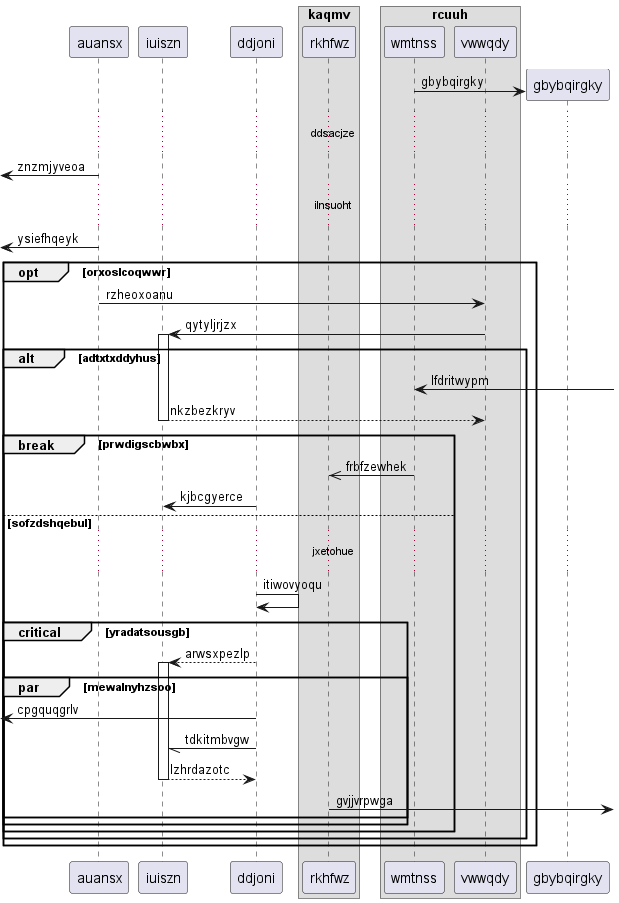 kaqmv rcuuh
auansx iuiszn ddjoni rkhfwz wmtnss vwwqdy
gbybqirgky gbybqirgky
ddsacjze
znzmjyveoa
ilnsuoht
ysiefhqeyk
opt [orxoslcoqwwr]
rzheoxoanu
qytyljrjzx
alt [adtxtxddyhus]
lfdritwypm
nkzbezkryv
break [prwdigscbwbx]
frbfzewhek
kjbcgyerce
[sofzdshqebul]
jxetohue
itiwovyoqu
critical [yradatsousgb]
arwsxpezlp
par [mewalnyhzsoo]
cpgquqgrlv
tdkitmbvgw
lzhrdazotc
gvjjvrpwga
auansx iuiszn ddjoni rkhfwz wmtnss vwwqdy gbybqirgky